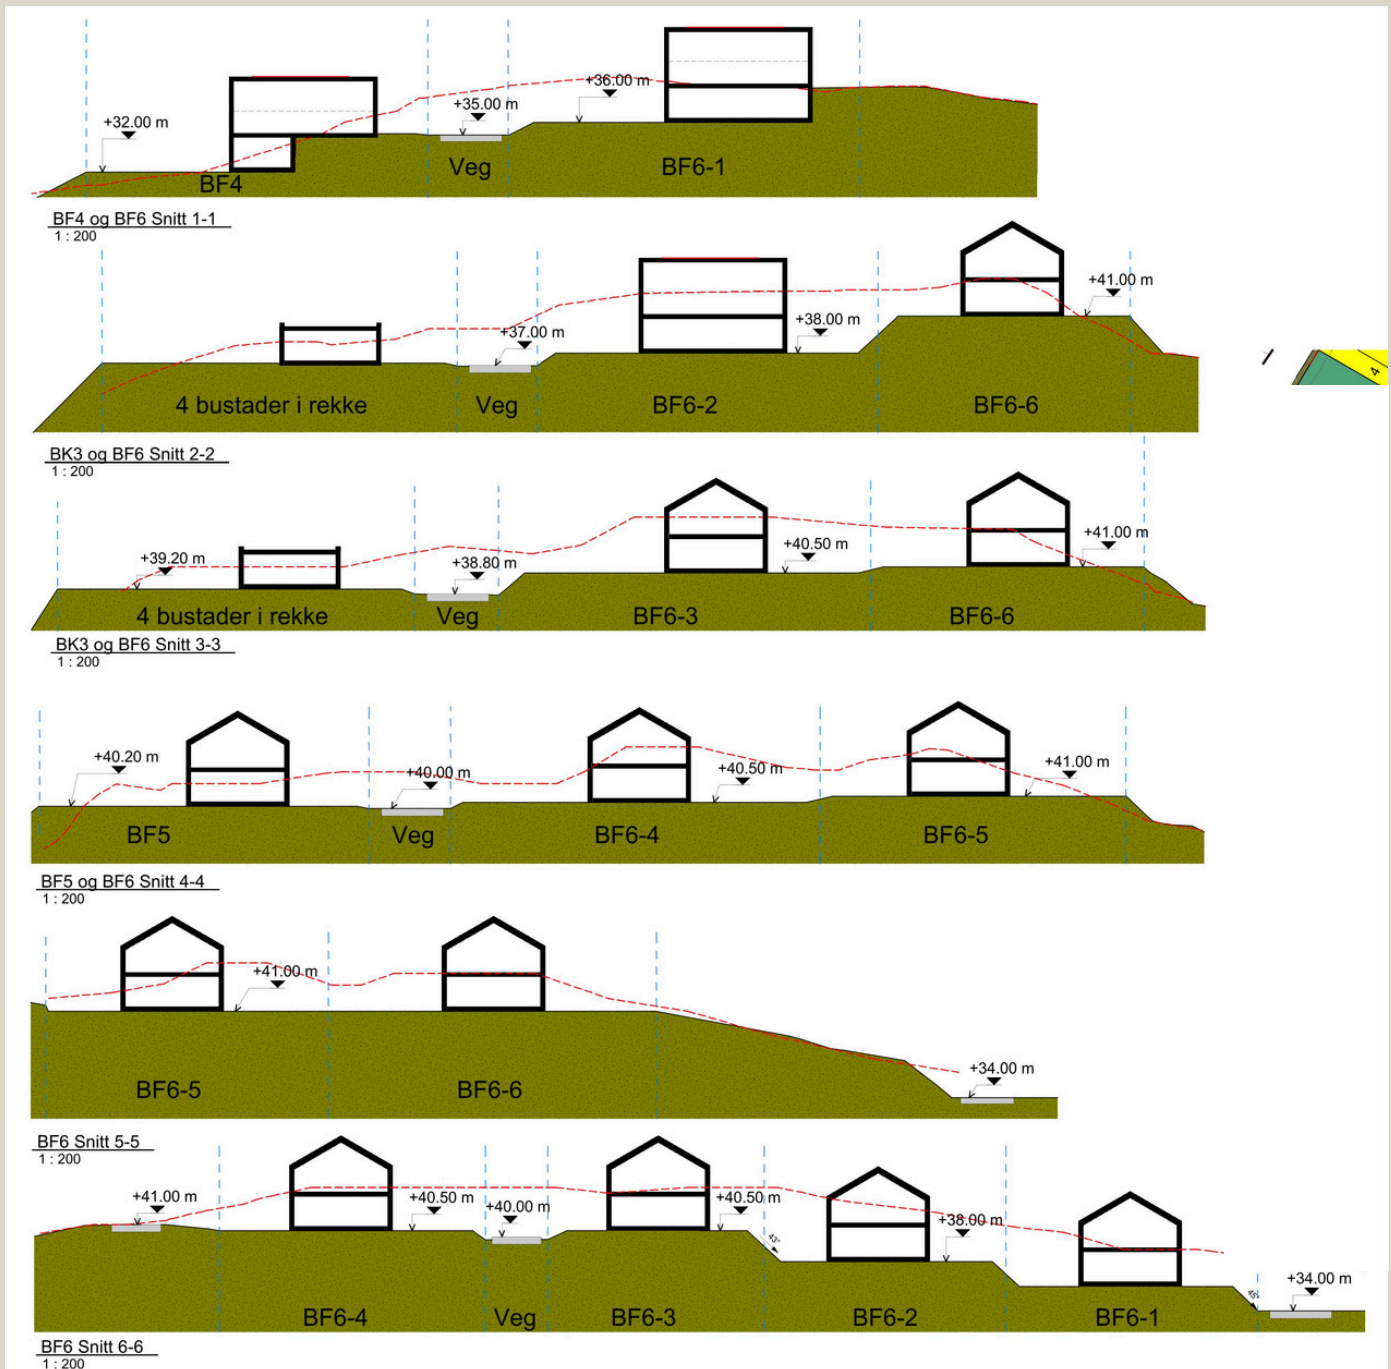 +36.00 m
+35.00 m
+32.00 m
Veg
BF6-1
BF4
BF4 og BF6 Snitt 1-1
1 : 200
+41.00 m
+37.00 m
+38.00 m
4
4 bustader i rekke
Veg
BF6-2
BF6-6
BK3 og BF6 Snitt 2-2
1 : 200
+39.20 m
+38.80 m
+40.50 m
+41.00 m
4 bustader i rekke
Veg
BF6-3
BF6-6
BK3 og BF6 Snitt 3-3
1 : 200
+40.20 m
+40.00 m
+40.50 m
+41.00 m
BF5
Veg
BF6-4
BF6-5
BF5 og BF6 Snitt 4-4
1 : 200
+41.00 m
+34.00 m
BF6-5
BF6-6
BF6 Snitt 5-5
1 : 200
+41.00 m
+40.50 m
+40.00 m
+40.50 m
43°
+38.00 m
45°
+34.00 m
BF6-4
Veg
BF6-3
BF6-2
BF6-1
BF6 Snitt 6-6
1 : 200